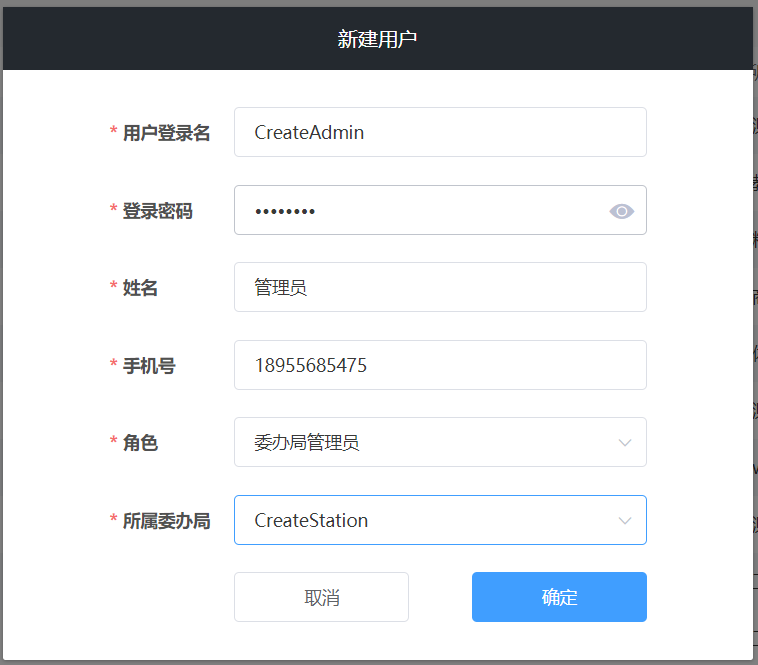 新建用户
* 用户登录名 CreateAdmin
* 登录密码 ••••••••
* 姓名 管理员
* 手机号 18955685475
* 角色 委办局管理员
* 所属委办局 CreateStation
取消 确定